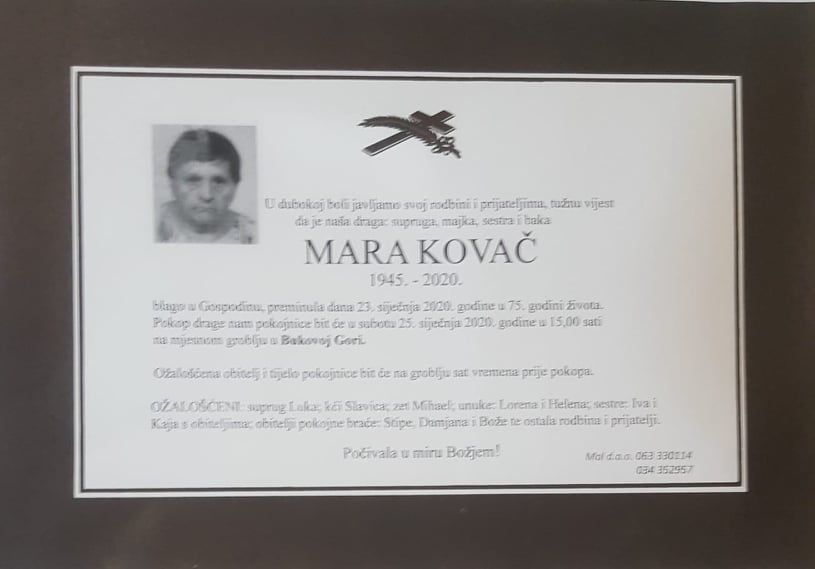 U dubokoj boli javljamo svoj rodbini i prijateljima, tužnu vijest
da je naša draga: supruga, majka, sestra i baka
MARA KOVAČ
1945. - 2020.
blago u Gospodinu, preminula dana 23. siječnja 2020. godine u 75. godini života.
Pokop drage nam pokojnice bit će u subotu 25. siječnja 2020. godine u 15,00 sati
na mjesnom groblju u Bukovoj Gori.
Ožalošćena obitelj i tijelo pokojnice bit će na groblju sat vremena prije pokopa.
OŽALOŠĆENI: suprug Luka; kći Slavica; zet Mihael; unuke: Lorena i Helena; sestre: Iva i
Kaja s obiteljima; obitelji pokojne braće: Stipe, Damjana i Bože te ostala rodbina i prijatelji.
Počivala u miru Božjem!
Mal d.o.o. 063 330114
034 352957